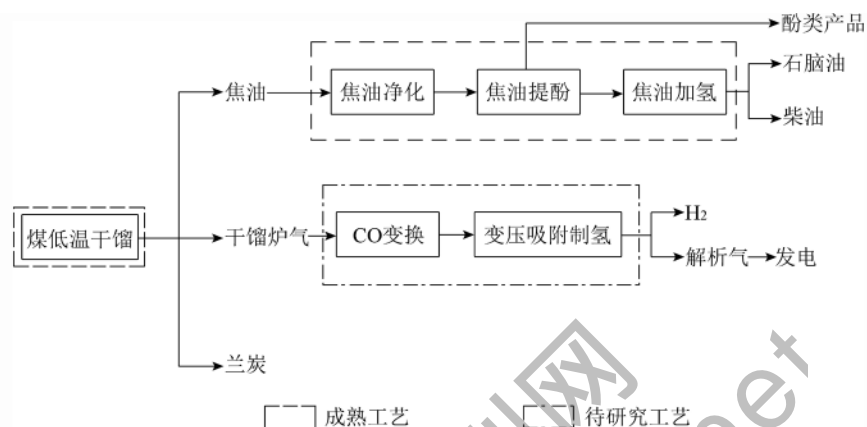 酚类产品
石脑油
焦油
焦油净化
焦油提酚
焦油加氢
柴油
煤低温干馏
干馏炉气
CO变换
变压吸附制氢
H₂
解析气
发电
兰炭
成熟工艺
待研究工艺